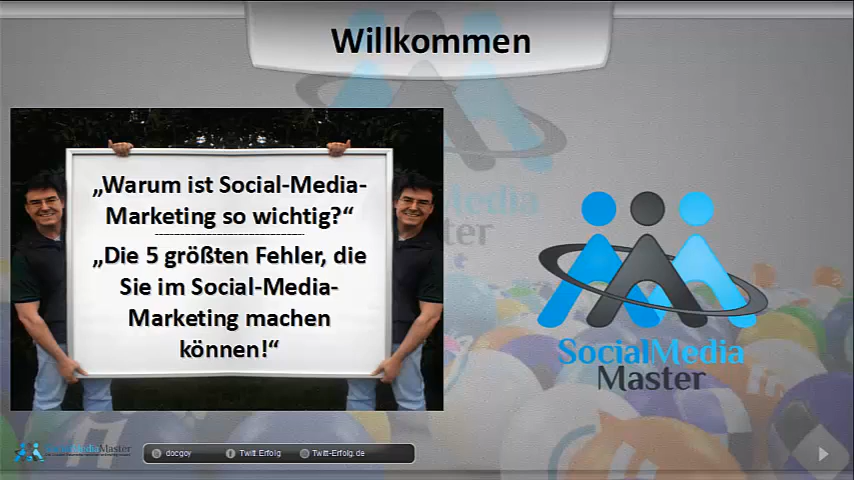 Willkommen
„Warum ist Social-Media-
Marketing so wichtig?“
„Die 5 größten Fehler, die
Sie im Social-Media-
Marketing machen
können!“
SocialMedia
Master
SocialMediaMaster
docgoy
Twitt Erfolg
Twitt-Erfolg.de